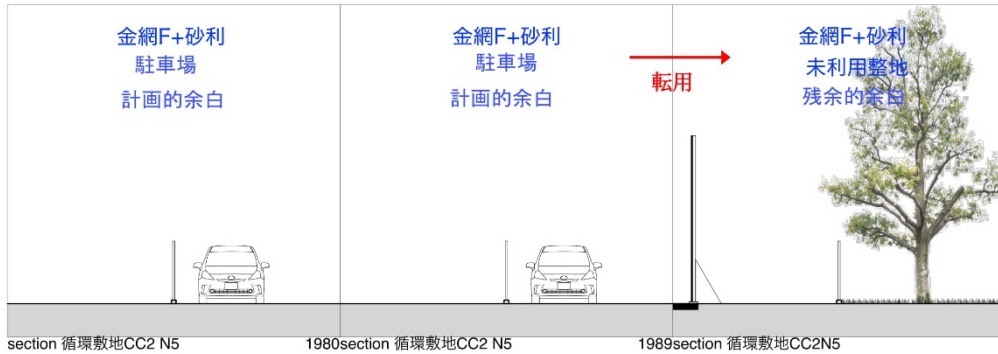 金網F+砂利
駐車場
計画的余白
金網F+砂利
駐車場
計画的余白
転用
金網F+砂利
未利用整地
残余的余白
section 循環敷地CC2 N5
1980section 循環敷地CC2 N5
1989section 循環敷地CC2N5